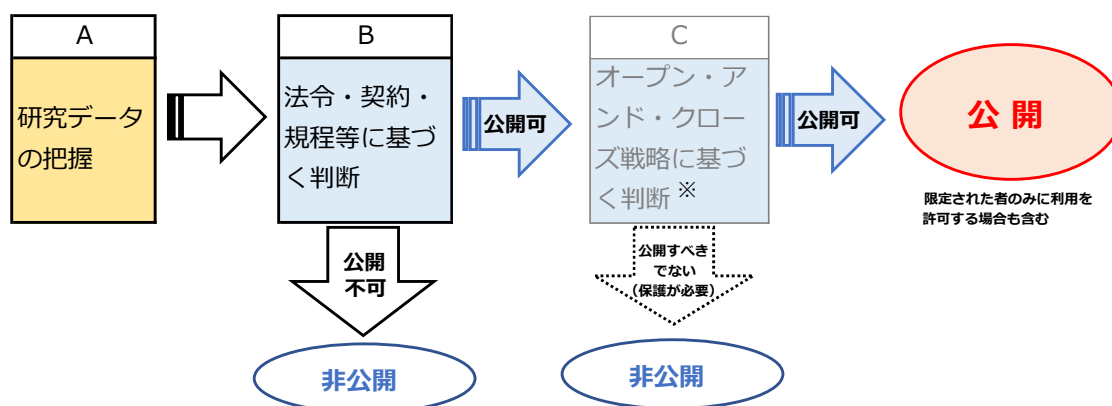 A
研究データ
の把握
B
法令・契約・
規程等に基づ
く判断
公開可
C
オープン・ア
ンド・クロー
ズ戦略に基づ
く判断 ※
公開可
公 開
限定された者のみに利用を
許可する場合も含む
公開
不可
非公開
公開すべき
でない
(保護が必要)
非公開